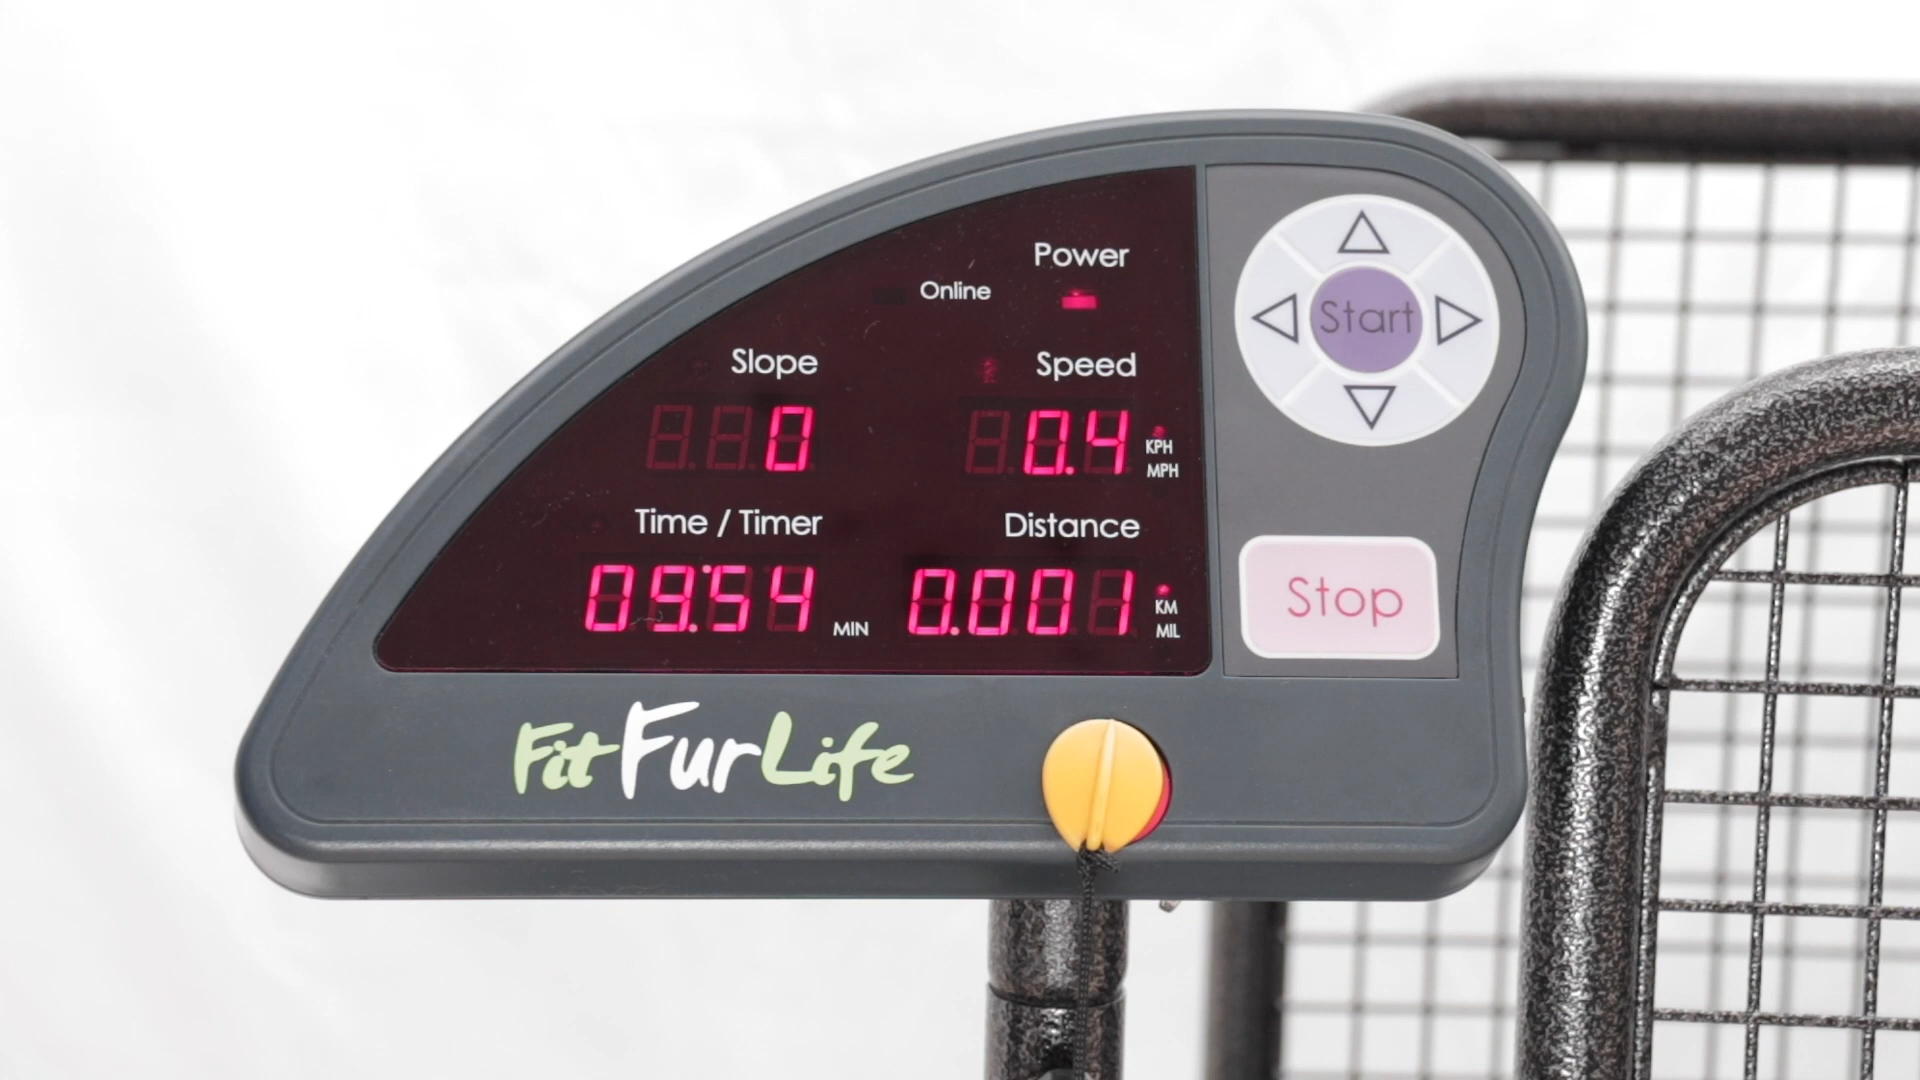 Power
Online
Slope
Speed
0
0.4
KPH
MPH
Time / Timer
Distance
09:54
MIN
0.001
KM
MIL
Start
Stop
FitFurLife